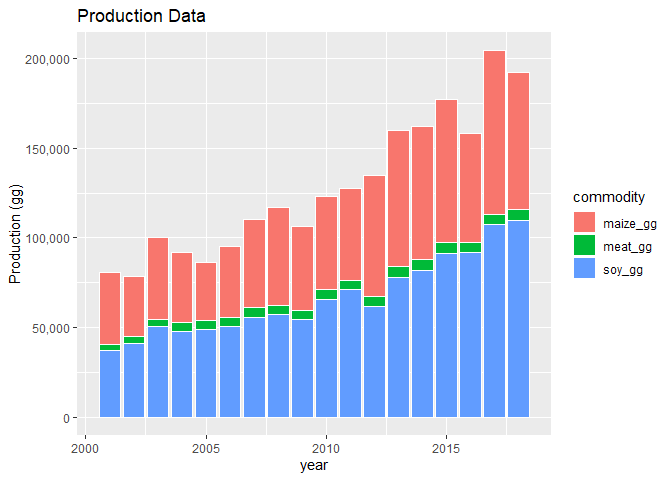 Production Data
200,000
150,000
100,000
50,000
0
Production (gg)
2000 2005 2010 2015
year
commodity
maize_gg
meat_gg
soy_gg